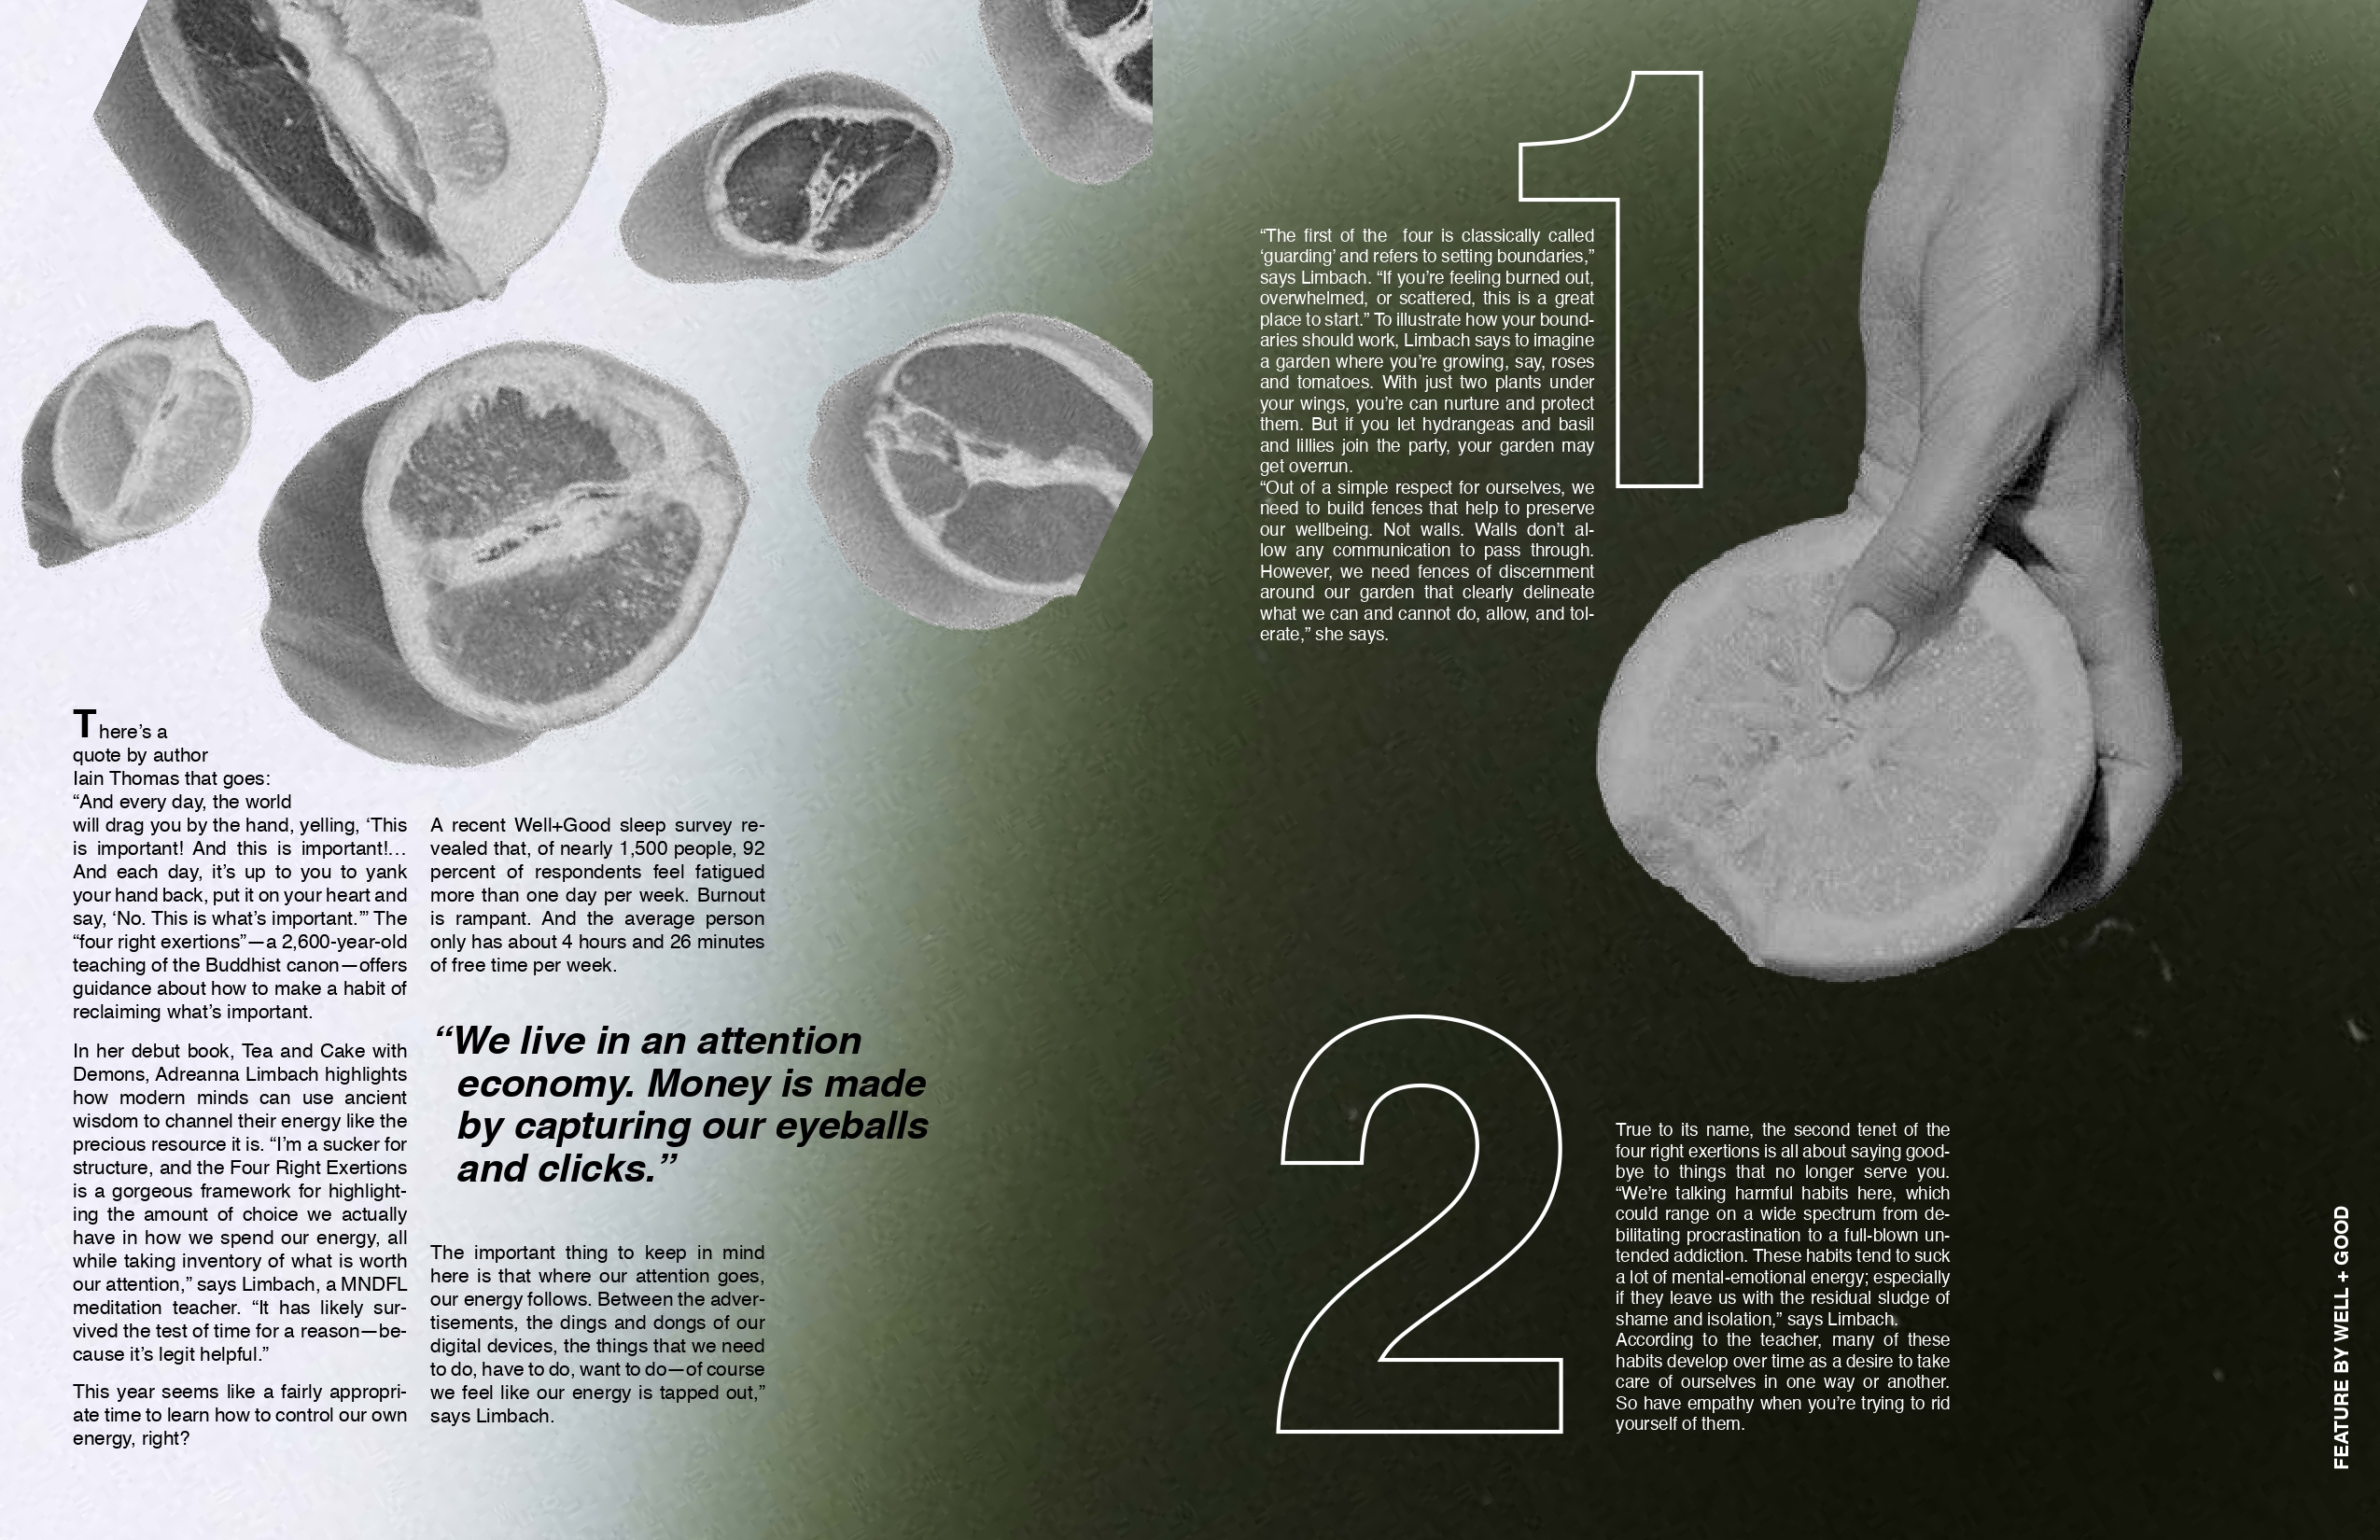 There’s a
quote by author
Iain Thomas that goes:
“And every day, the world
will drag you by the hand, yelling, ‘This
is important! And this is important!...
And each day, it’s up to you to yank
your hand back, put it on your heart and
say, ‘No. This is what’s important.’” The
“four right exertions”—a 2,600-year-old
teaching of the Buddhist canon—offers
guidance about how to make a habit of
reclaiming what’s important.
In her debut book, Tea and Cake with
Demons, Adreanna Limbach highlights
how modern minds can use ancient
wisdom to channel their energy like the
precious resource it is. “I’m a sucker for
structure, and the Four Right Exertions
is a gorgeous framework for highlight-
ing the amount of choice we actually
have in how we spend our energy, all
while taking inventory of what is worth
our attention,” says Limbach, a MNDFL
meditation teacher. “It has likely sur-
vived the test of time for a reason—be-
cause it’s legit helpful.”
This year seems like a fairly appropri-
ate time to learn how to control our own
energy, right?
A recent Well+Good sleep survey re-
vealed that, of nearly 1,500 people, 92
percent of respondents feel fatigued
more than one day per week. Burnout
is rampant. And the average person
only has about 4 hours and 26 minutes
of free time per week.
“We live in an attention
economy. Money is made
by capturing our eyeballs
and clicks.”
The important thing to keep in mind
here is that where our attention goes,
our energy follows. Between the adver-
tisements, the dings and dongs of our
digital devices, the things that we need
to do, have to do, want to do—of course
we feel like our energy is tapped out,”
says Limbach.
1
“The first of the four is classically called
‘guarding’ and refers to setting boundaries,”
says Limbach. “If you’re feeling burned out,
overwhelmed, or scattered, this is a great
place to start.” To illustrate how your bound-
aries should work, Limbach says to imagine
a garden where you’re growing, say, roses
and tomatoes. With just two plants under
your wings, you’re can nurture and protect
them. But if you let hydrangeas and basil
and lillies join the party, your garden may
get overrun.
“Out of a simple respect for ourselves, we
need to build fences that help to preserve
our wellbeing. Not walls. Walls don’t al-
low any communication to pass through.
However, we need fences of discernment
around our garden that clearly delineate
what we can and cannot do, allow, and tol-
erate,” she says.
2
True to its name, the second tenet of the
four right exertions is all about saying good-
bye to things that no longer serve you.
“We’re talking harmful habits here, which
could range on a wide spectrum from de-
bilitating procrastination to a full-blown un-
tended addiction. These habits tend to suck
a lot of mental-emotional energy; especially
if they leave us with the residual sludge of
shame and isolation,” says Limbach.
According to the teacher, many of these
habits develop over time as a desire to take
care of ourselves in one way or another.
So have empathy when you’re trying to rid
yourself of them.
FEATURE BY WELL + GOOD